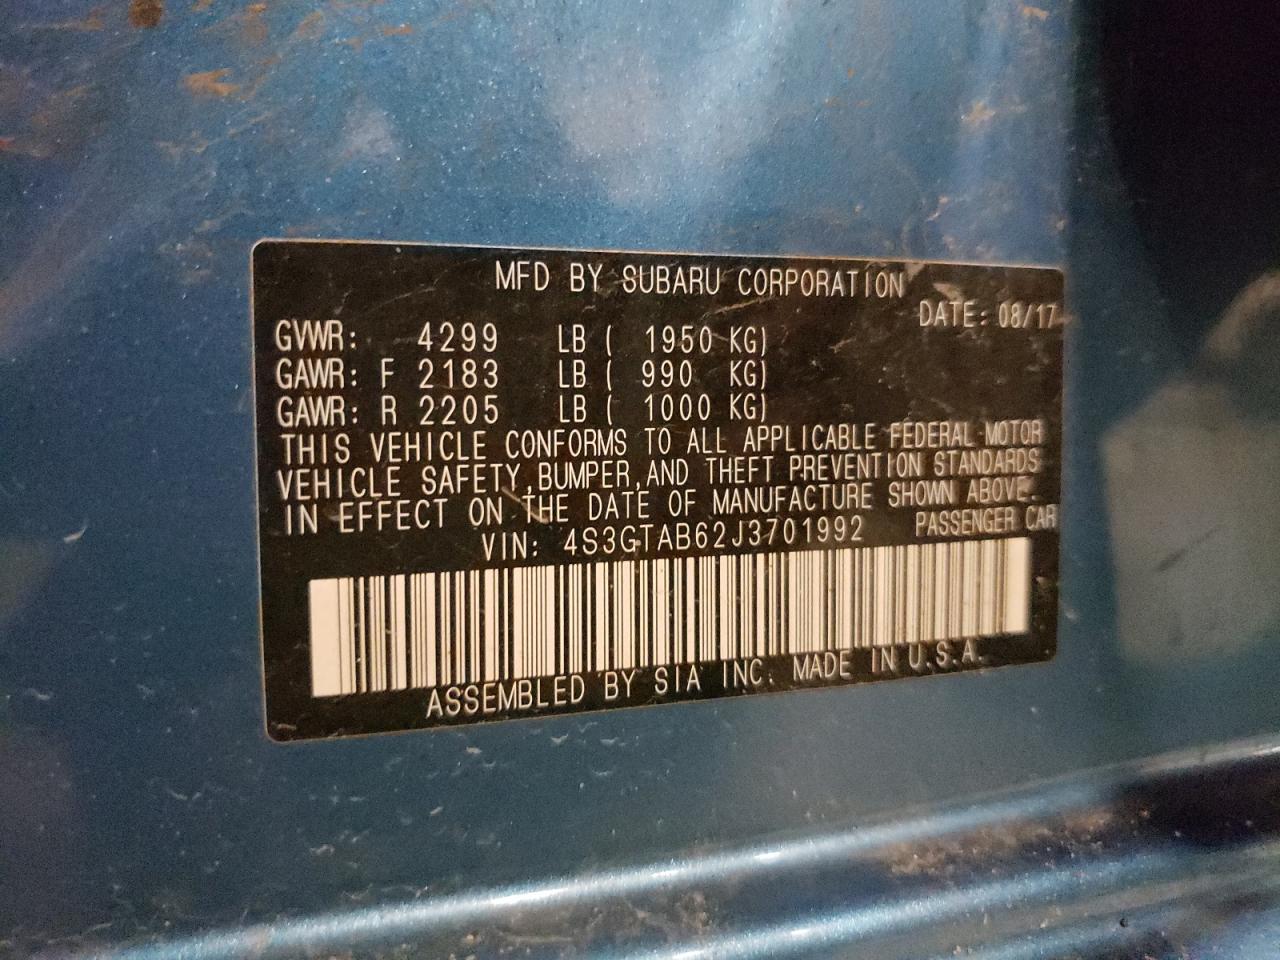 MFD BY SUBARU CORPORATION
DATE: 08/17
GVWR: 4299 LB ( 1950 KG)
GAWR: F 2183 LB ( 990 KG)
GAWR: R 2205 LB ( 1000 KG)
THIS VEHICLE CONFORMS TO ALL APPLICABLE FEDERAL MOTOR
VEHICLE SAFETY, BUMPER, AND THEFT PREVENTION STANDARDS
IN EFFECT ON THE DATE OF MANUFACTURE SHOWN ABOVE.
VIN: 4S3GTAB62J3701992 PASSENGER CAR
ASSEMBLED BY SIA INC. MADE IN U.S.A.